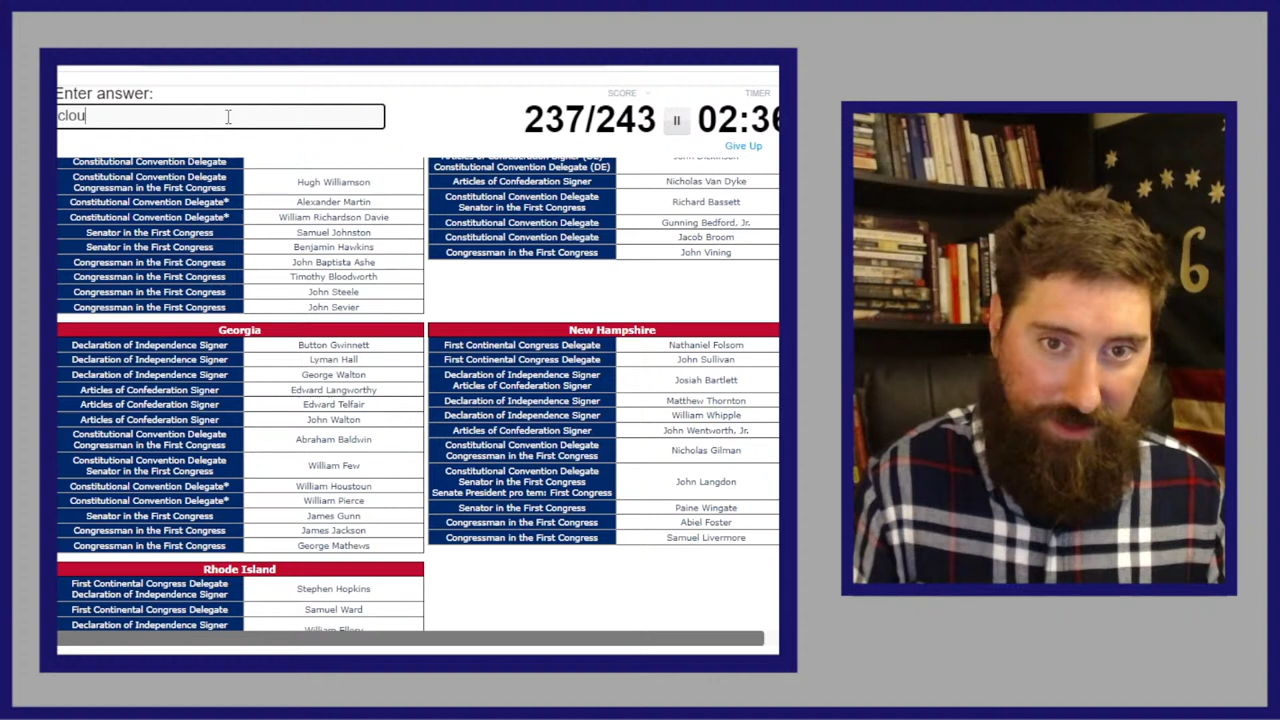 Enter answer:
SCORE
TIMER
clou
237/243
02:36
Give Up
Constitutional Convention Delegate
Constitutional Convention Delegate
Congressman in the First Congress
Hugh Williamson
Constitutional Convention Delegate*
Alexander Martin
Constitutional Convention Delegate*
William Richardson Davie
Senator in the First Congress
Samuel Johnston
Senator in the First Congress
Benjamin Hawkins
Congressman in the First Congress
John Baptista Ashe
Congressman in the First Congress
Timothy Bloodworth
Congressman in the First Congress
John Steele
Congressman in the First Congress
John Sevier
Articles of Confederation Signer (DE)
John Dickinson
Constitutional Convention Delegate (DE)
Articles of Confederation Signer
Nicholas Van Dyke
Constitutional Convention Delegate
Senator in the First Congress
Richard Bassett
Constitutional Convention Delegate
Gunning Bedford, Jr.
Constitutional Convention Delegate
Jacob Broom
Congressman in the First Congress
John Vining
Georgia
Declaration of Independence Signer
Button Gwinnett
Declaration of Independence Signer
Lyman Hall
Declaration of Independence Signer
George Walton
Articles of Confederation Signer
Edward Langworthy
Articles of Confederation Signer
Edward Telfair
Articles of Confederation Signer
John Walton
Constitutional Convention Delegate
Congressman in the First Congress
Abraham Baldwin
Constitutional Convention Delegate
Senator in the First Congress
William Few
Constitutional Convention Delegate*
William Houstoun
Constitutional Convention Delegate*
William Pierce
Senator in the First Congress
James Gunn
Congressman in the First Congress
James Jackson
Congressman in the First Congress
George Mathews
New Hampshire
First Continental Congress Delegate
Nathaniel Folsom
First Continental Congress Delegate
John Sullivan
Declaration of Independence Signer
Articles of Confederation Signer
Josiah Bartlett
Declaration of Independence Signer
Matthew Thornton
Declaration of Independence Signer
William Whipple
Articles of Confederation Signer
John Wentworth, Jr.
Constitutional Convention Delegate
Congressman in the First Congress
Nicholas Gilman
Constitutional Convention Delegate
Senator in the First Congress
Senate President pro tem: First Congress
John Langdon
Senator in the First Congress
Paine Wingate
Congressman in the First Congress
Abiel Foster
Congressman in the First Congress
Samuel Livermore
Rhode Island
First Continental Congress Delegate
Declaration of Independence Signer
Stephen Hopkins
First Continental Congress Delegate
Samuel Ward
Declaration of Independence Signer
William Ellery
6